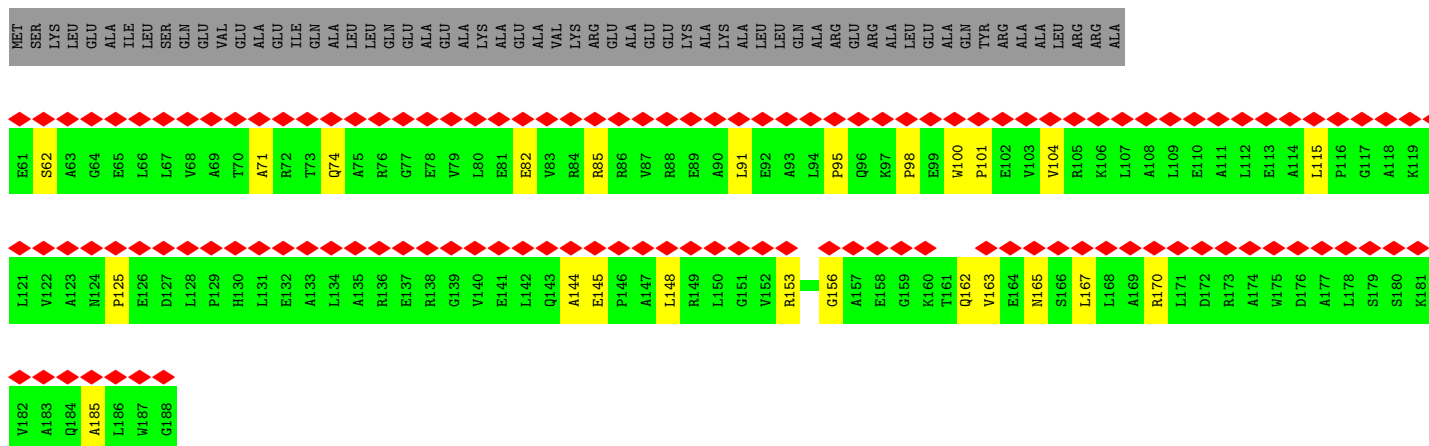 MET SER LYS LEU GLU ALA ILE LEU SER GLN GLU VAL GLU ALA GLU ILE GLN ALA LEU LEU GLN GLU ALA GLU ALA LYS ALA GLU ALA VAL LYS ARG GLU ALA GLU GLU LYS ALA LYS ALA LEU LEU GLN ALA ARG GLU ARG ALA LEU GLU ALA GLN TYR ARG ALA ALA LEU ARG ARG ALA
E61 S62 A63 G64 E65 L66 L67 V68 A69 T70 A71 R72 T73 Q74 A75 R76 G77 E78 V79 L80 E81 E82 V83 R84 R85 R86 V87 R88 E89 A90 L91 E92 A93 L94 P95 Q96 K97 P98 E99 W100 P101 E102 V103 V104 R105 K106 L107 A108 L109 E110 A111 L112 E113 A114 L115 P116 G117 A118 K119
L121 V122 A123 N124 P125 E126 D127 L128 P129 H130 L131 E132 A133 L134 A135 R136 E137 R138 G139 V140 E141 L142 Q143 A144 E145 P146 A147 L148 R149 L150 G151 V152 R153 G156 A157 E158 G159 K160 T161 Q162 V163 E164 N165 S166 L167 L168 A169 R170 L171 D172 R173 A174 W175 D176 A177 L178 S179 S180 K181
V182 A183 Q184 A185 L186 W187 G188